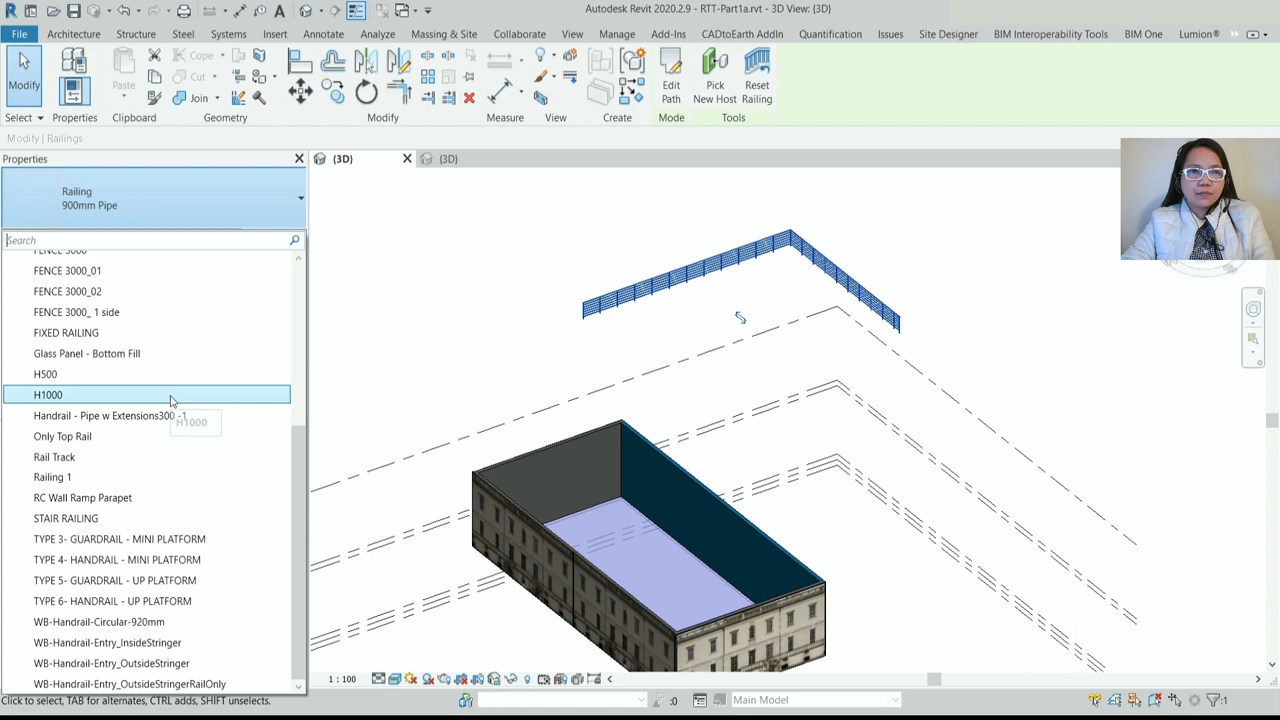 Autodesk Revit 2020.2.9 - RTT-Part1a.rvt - 3D View: {3D}
File Architecture Structure Steel Systems Insert Annotate Analyze Massing & Site Collaborate View Manage Add-Ins CADtoEarth AddIn Quantification Issues Site Designer BIM Interoperability Tools BIM One Lumion®
Modify
Paste
Cope
Cut
Join
Edit
Path
Pick
New Host
Reset
Railing
Select Properties Clipboard Geometry Modify Measure View Create Mode Tools
Modify | Railings
Properties
{3D}
{3D}
Railing
900mm Pipe
Search
FENCE 3000
FENCE 3000_01
FENCE 3000_02
FENCE 3000_ 1 side
FIXED RAILING
Glass Panel - Bottom Fill
H500
H1000
Handrail - Pipe w Extensions300 -1
H1000
Only Top Rail
Rail Track
Railing 1
RC Wall Ramp Parapet
STAIR RAILING
TYPE 3- GUARDRAIL - MINI PLATFORM
TYPE 4- HANDRAIL - MINI PLATFORM
TYPE 5- GUARDRAIL - UP PLATFORM
TYPE 6- HANDRAIL - UP PLATFORM
WB-Handrail-Circular-920mm
WB-Handrail-Entry_InsideStringer
WB-Handrail-Entry_OutsideStringer
WB-Handrail-Entry_OutsideStringerRailOnly
1 : 100
Click to select, TAB for alternates, CTRL adds, SHIFT unselects.
:0
Main Model
:1